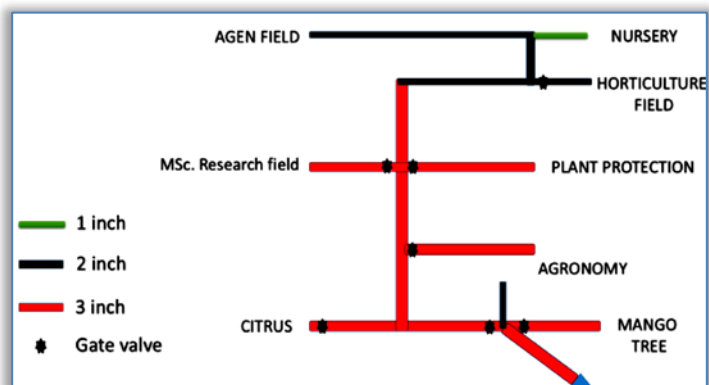 AGEN FIELD
NURSERY
HORTICULTURE
FIELD
MSc. Research field
PLANT PROTECTION
1 inch
2 inch
AGRONOMY
3 inch
CITRUS
MANGO
TREE
Gate valve